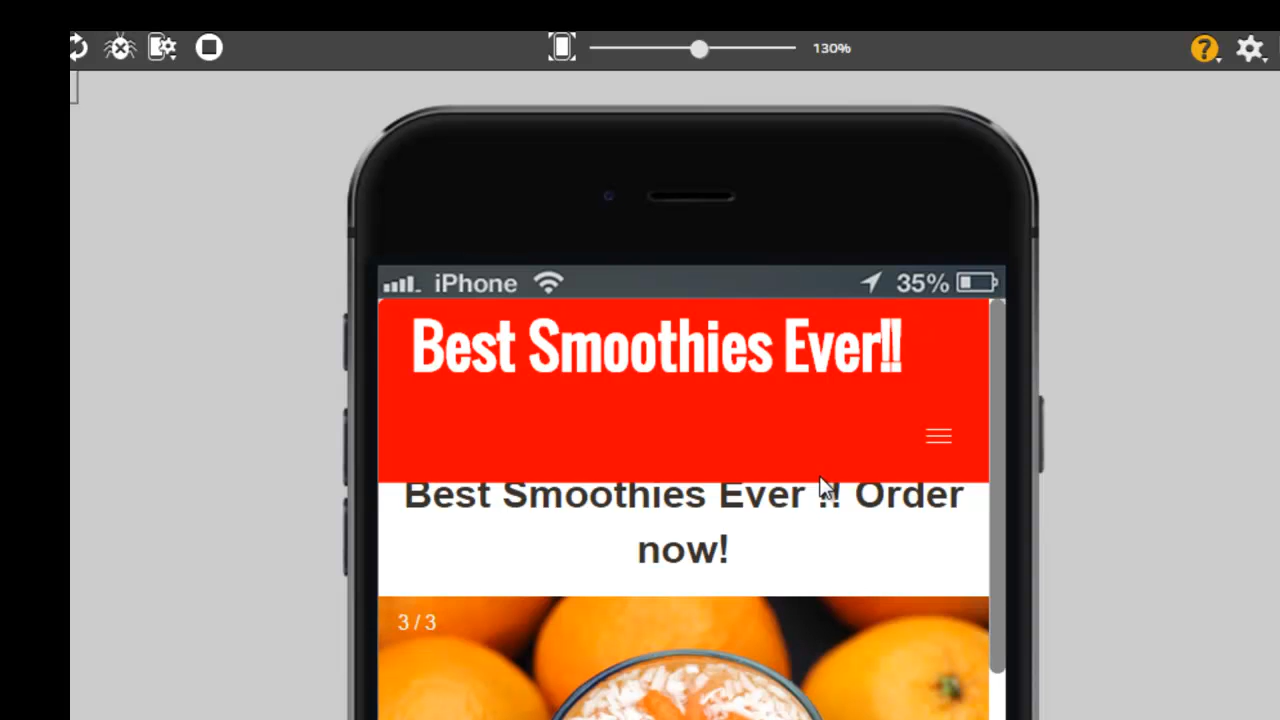 130%
?
iPhone 35%
Best Smoothies Ever!!
Best Smoothies Ever !! Order
now!
3 / 3